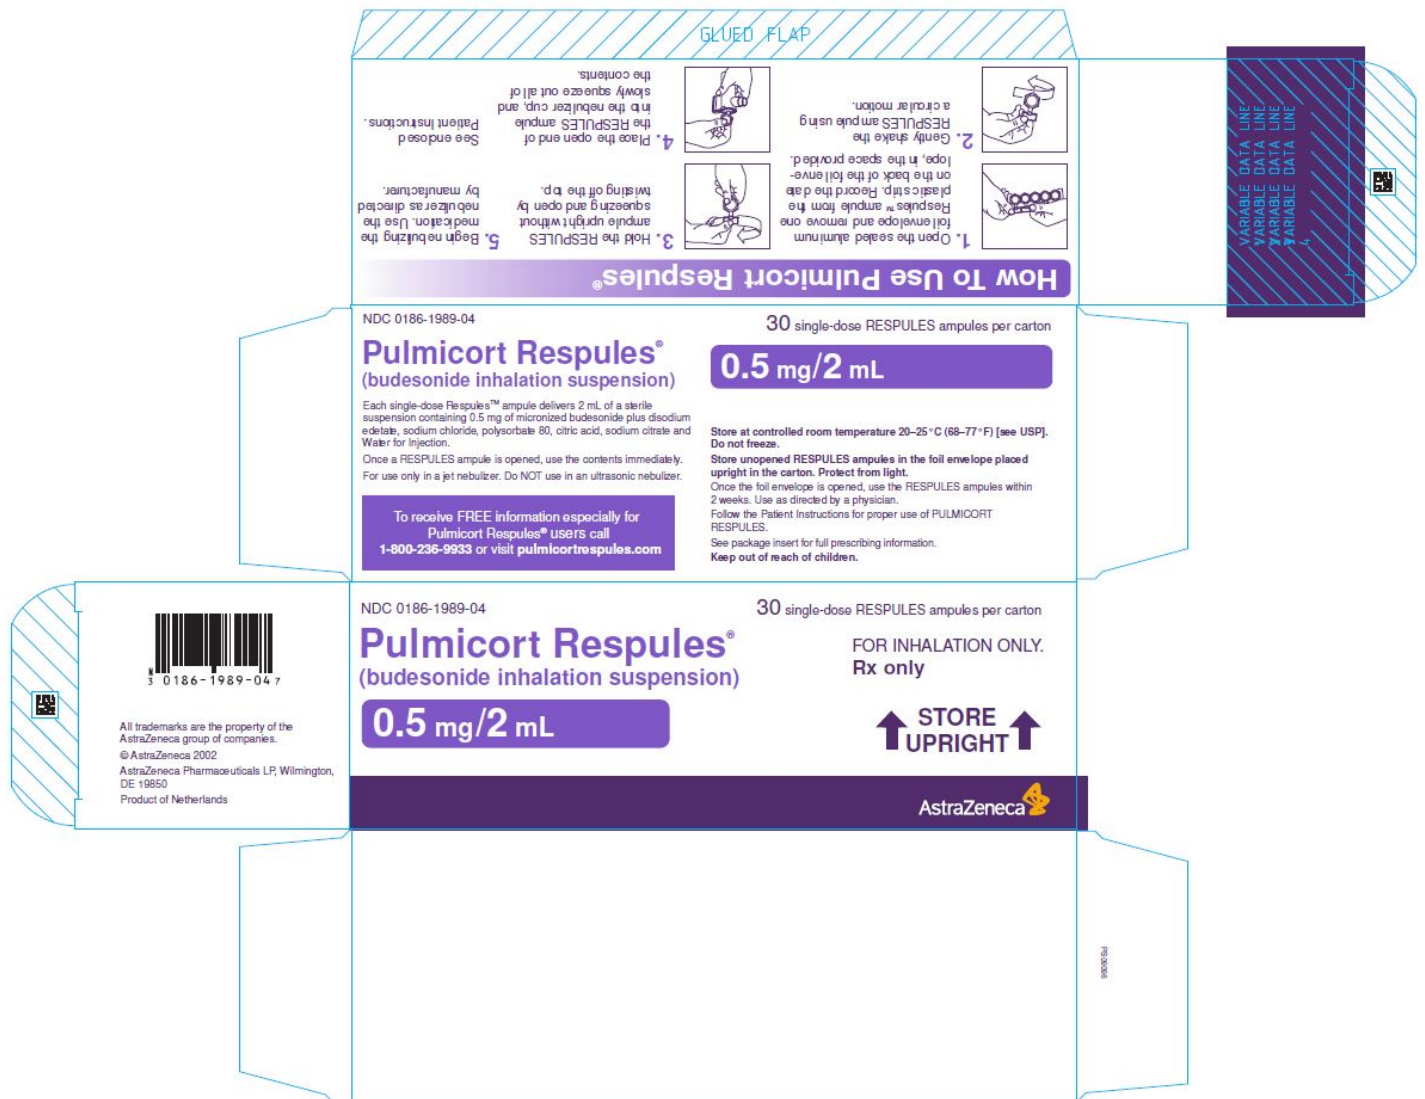 GLUED FLAP
How To Use Pulmicort Respules®
1. Open the sealed aluminum
foil envelope and remove one
Respules™ ampule from the
plastic strip. Record the date
on the back of the foil enve-
lope, in the space provided.
2. Gently shake the
RESPULES ampule using
a circular motion.
3. Hold the RESPULES
ampule upright without
squeezing and open by
twisting off the top.
4. Place the open end of
the RESPULES ampule
into the nebulizer cup, and
slowly squeeze out all of
the contents.
5. Begin nebulizing the
medication. Use the
nebulizer as directed
by manufacturer.
See enclosed
Patient Instructions.
VARIABLE DATA LINE
VARIABLE DATA LINE
VARIABLE DATA LINE
VARIABLE DATA LINE
4
NDC 0186-1989-04
Pulmicort Respules®
(budesonide inhalation suspension)
Each single-dose Respules™ ampule delivers 2 mL of a sterile
suspension containing 0.5 mg of micronized budesonide plus disodium
edetate, sodium chloride, polysorbate 80, citric acid, sodium citrate and
Water for Injection.
Once a RESPULES ampule is opened, use the contents immediately.
For use only in a jet nebulizer. Do NOT use in an ultrasonic nebulizer.
To receive FREE information especially for
Pulmicort Respules® users call
1-800-236-9933 or visit pulmicortrespules.com
30 single-dose RESPULES ampules per carton
0.5 mg/2 mL
Store at controlled room temperature 20–25°C (68–77°F) [see USP].
Do not freeze.
Store unopened RESPULES ampules in the foil envelope placed
upright in the carton. Protect from light.
Once the foil envelope is opened, use the RESPULES ampules within
2 weeks. Use as directed by a physician.
Follow the Patient Instructions for proper use of PULMICORT
RESPULES.
See package insert for full prescribing information.
Keep out of reach of children.
N
3 0186-1989-04 7
All trademarks are the property of the
AstraZeneca group of companies.
© AstraZeneca 2002
AstraZeneca Pharmaceuticals LP, Wilmington,
DE 19850
Product of Netherlands
NDC 0186-1989-04
Pulmicort Respules®
(budesonide inhalation suspension)
0.5 mg/2 mL
30 single-dose RESPULES ampules per carton
FOR INHALATION ONLY.
Rx only
STORE
UPRIGHT
AstraZeneca